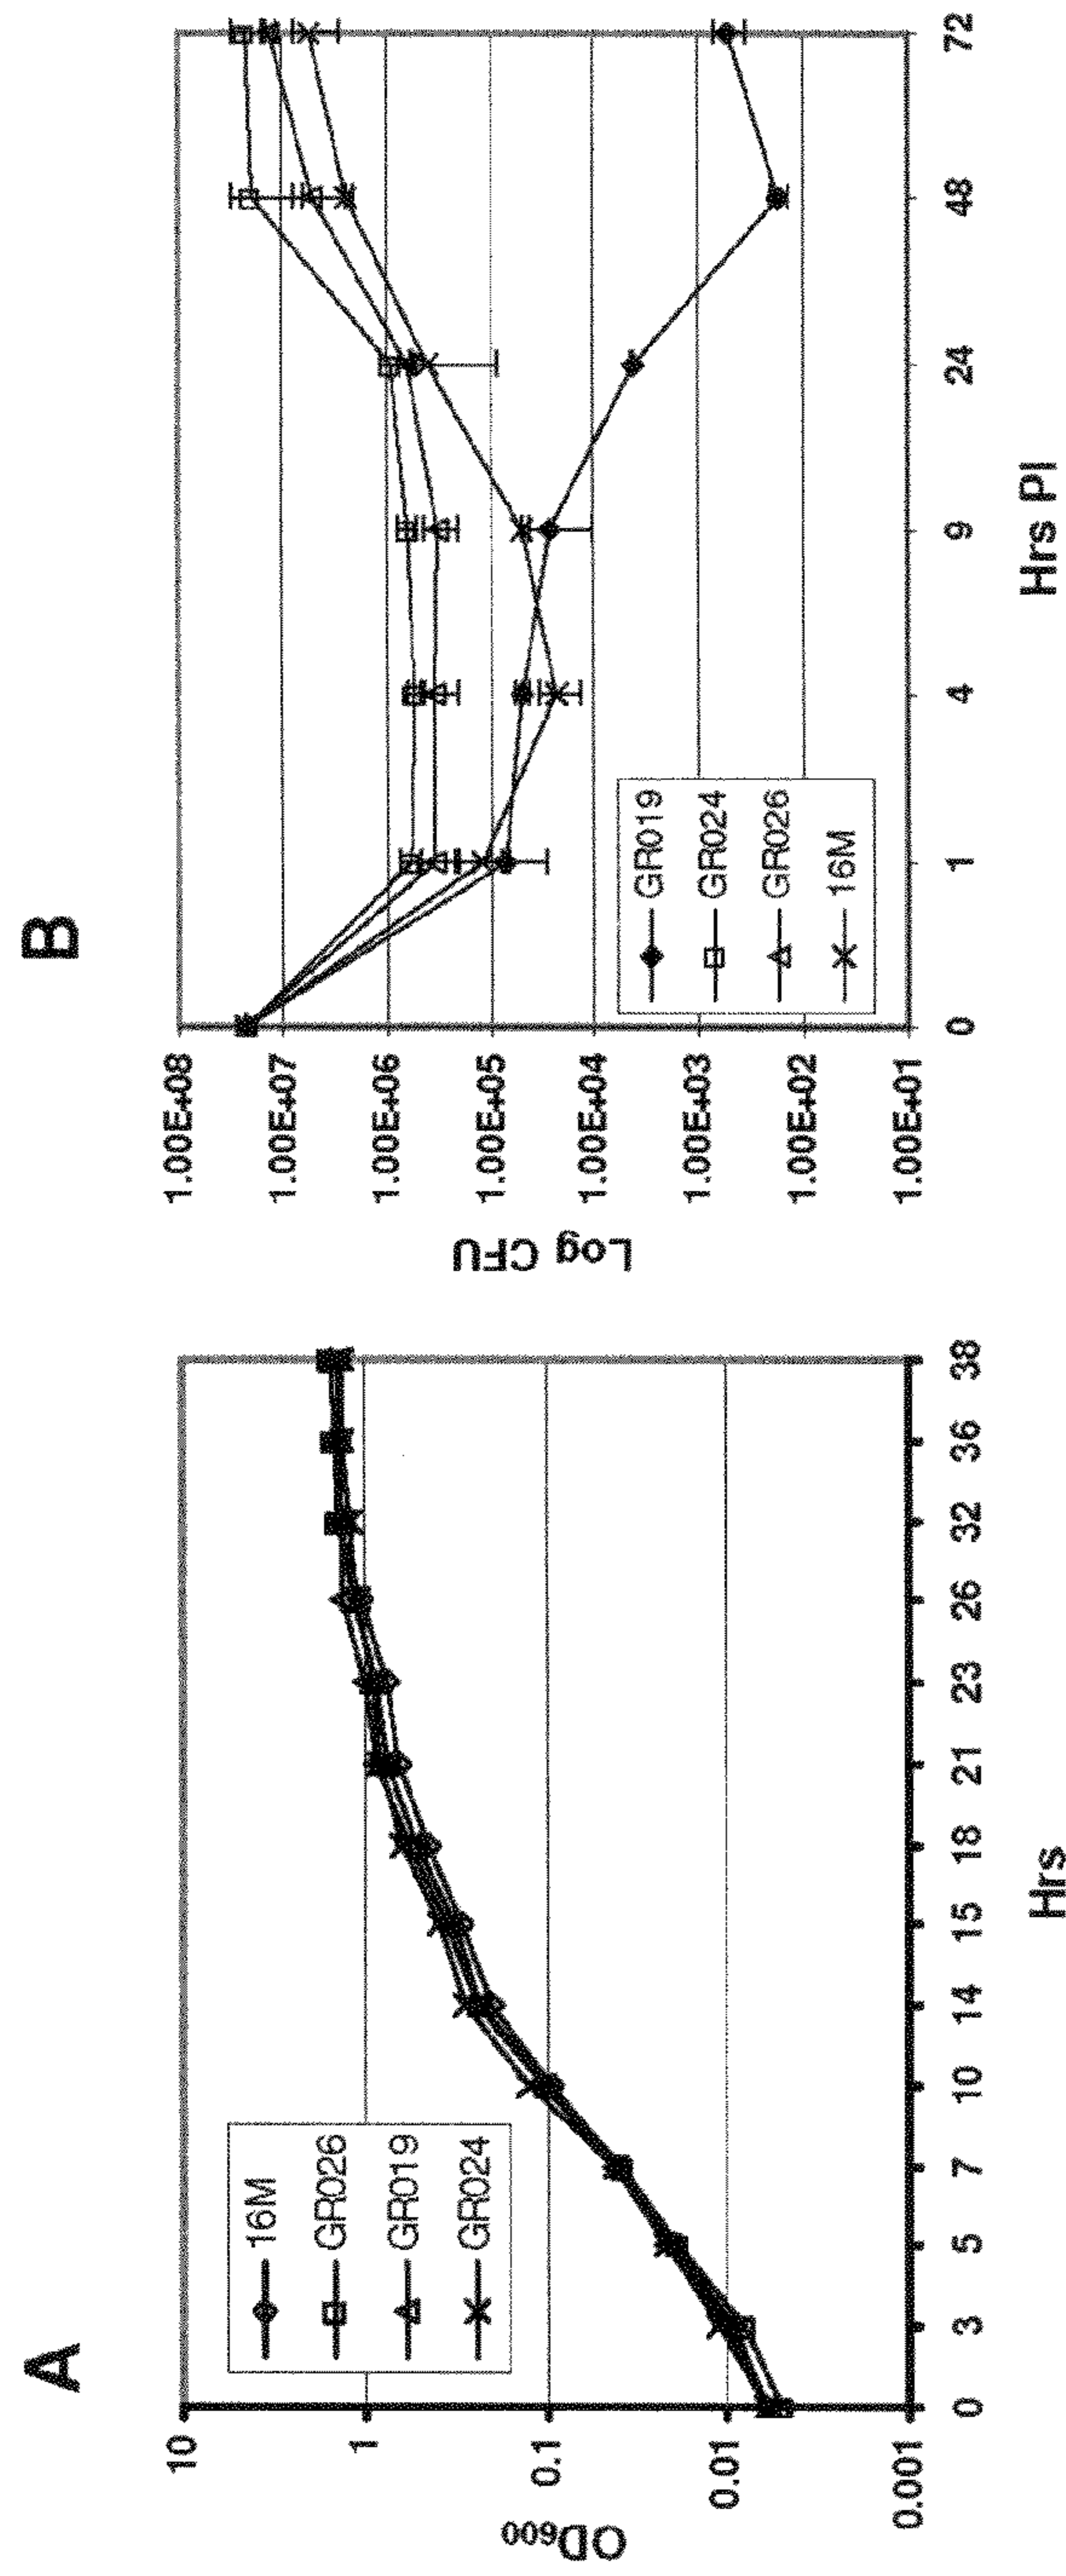 A
10
1
0.1
0.01
0.001
OD600
16M
GR026
GR019
GR024
0 3 5 7 10 14 15 18 21 23 26 32 36 38
Hrs
B
1.00E+08
1.00E+07
1.00E+06
1.00E+05
1.00E+04
1.00E+03
1.00E+02
1.00E+01
Log CFU
GR019
GR024
GR026
16M
0 1 4 9 24 48 72
Hrs PI